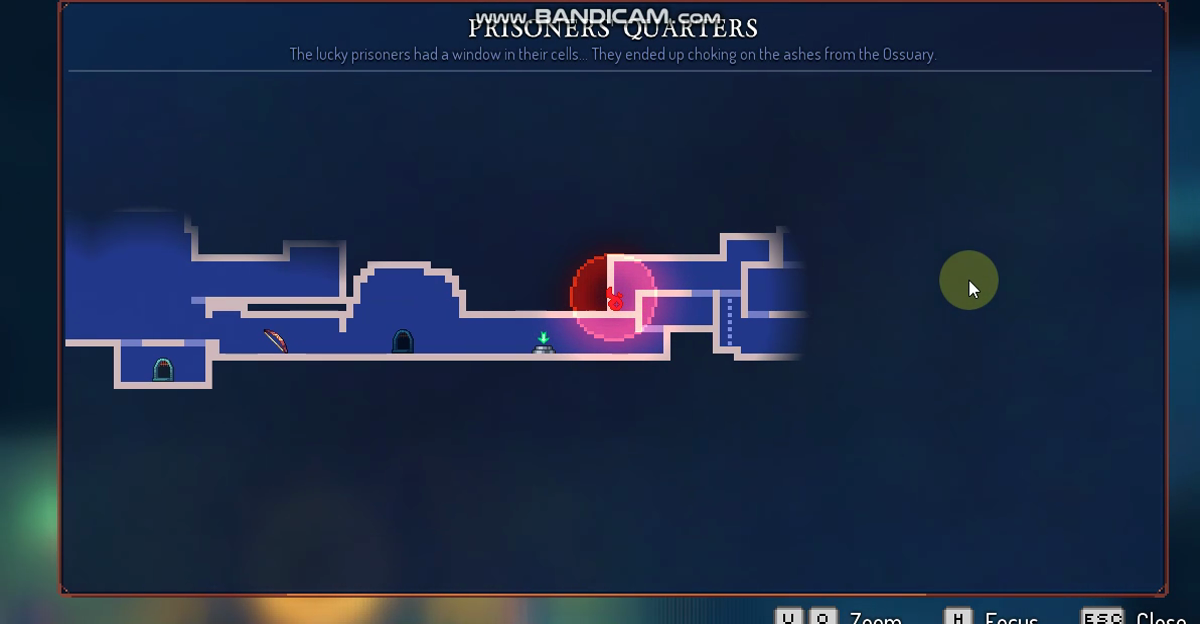 www.BANDICAM.com
PRISONERS' QUARTERS
The lucky prisoners had a window in their cells... They ended up choking on the ashes from the Ossuary.
Zoom
H Focus
ESC Close